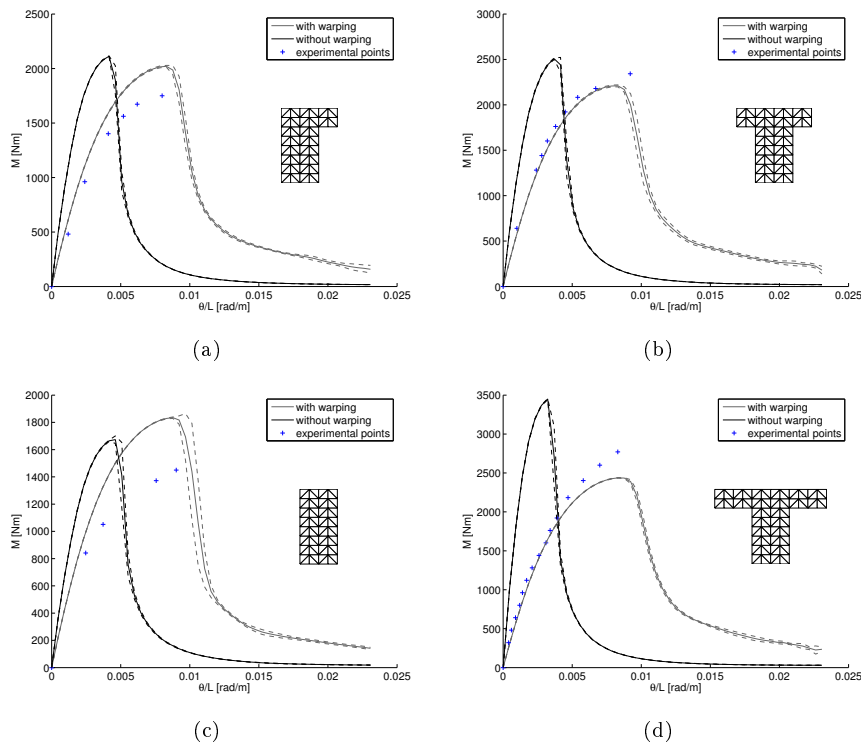 2500
2000
1500
1000
500
0
M [Nm]
0 0.005 0.01 0.015 0.02 0.025
θ/L [rad/m]
with warping
without warping
experimental points
(a)
3000
2500
2000
1500
1000
500
0
M [Nm]
0 0.005 0.01 0.015 0.02 0.025
θ/L [rad/m]
with warping
without warping
experimental points
(b)
2000
1800
1600
1400
1200
1000
800
600
400
200
0
M [Nm]
0 0.005 0.01 0.015 0.02 0.025
θ/L [rad/m]
with warping
without warping
experimental points
(c)
3500
3000
2500
2000
1500
1000
500
0
M [Nm]
0 0.005 0.01 0.015 0.02 0.025
θ/L [rad/m]
with warping
without warping
experimental points
(d)